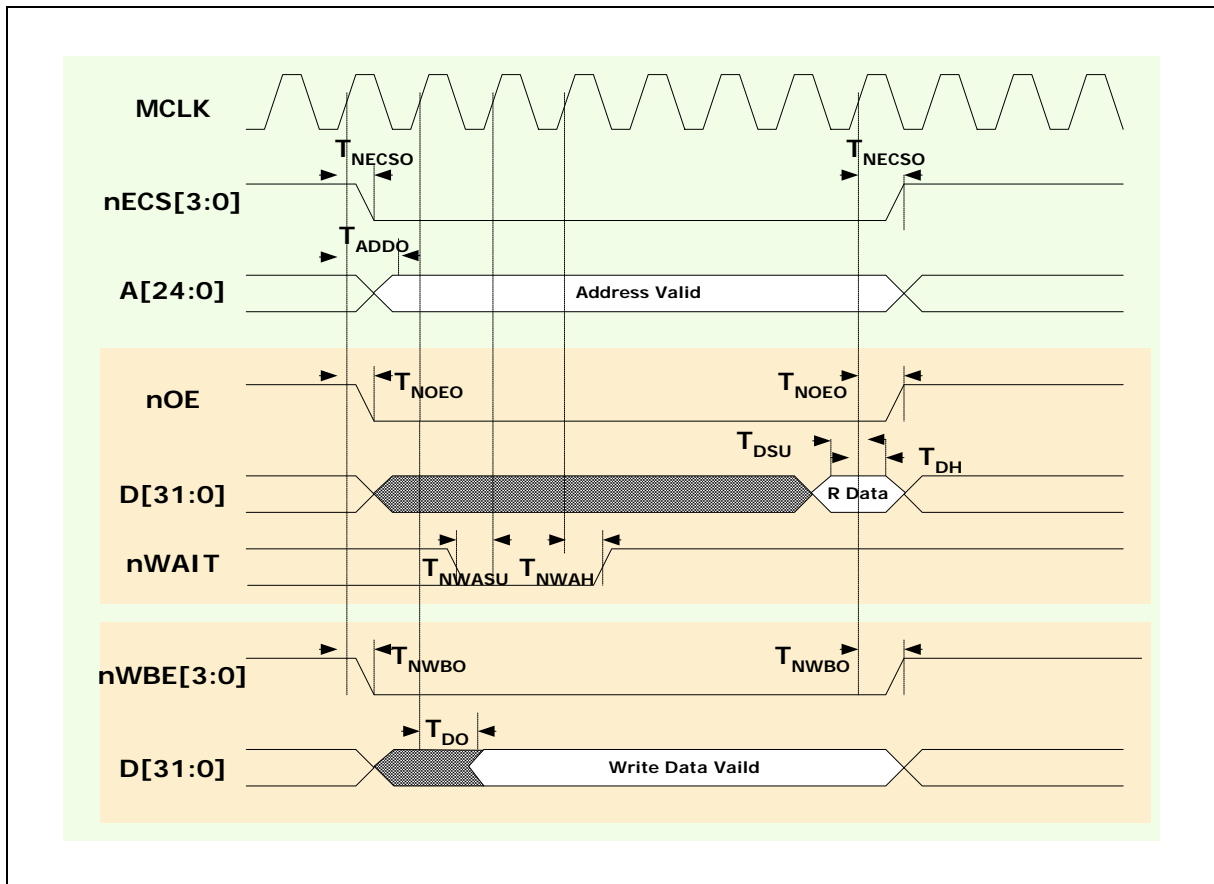 MCLK
TNECSO TNECSO
nECS[3:0]
TADDO
A[24:0] Address Valid
nOE TNOEO TNOEO
TDSU TDH
D[31:0] R Data
nWAIT TNWASU TNWAH
nWBE[3:0] TNWBO TNWBO
TDO
D[31:0] Write Data Vaild